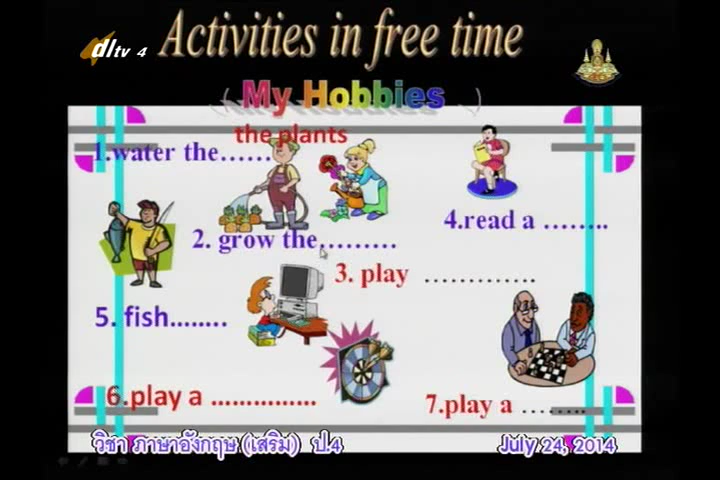 dltv 4
Activities in free time
( My Hobbies )
the plants
1.water the......
2. grow the.........
3. play .............
4.read a ........
5. fish........
6.play a ...............
7.play a ........
วิชา ภาษาอังกฤษ (เสริม) ป.4
July 24, 2014